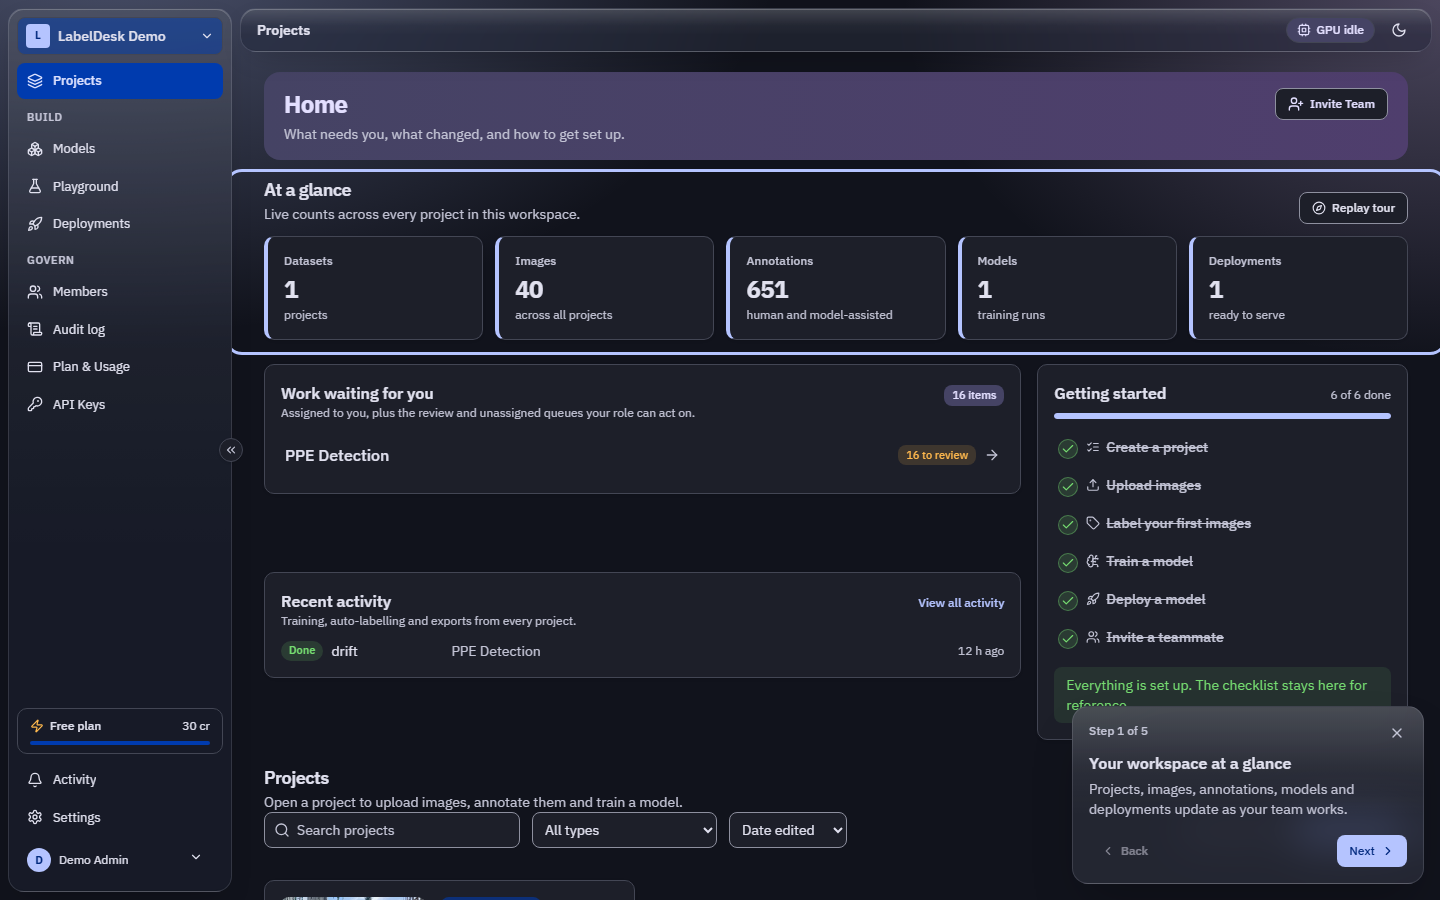 L LabelDesk Demo
Projects
BUILD
Models
Playground
Deployments
GOVERN
Members
Audit log
Plan & Usage
API Keys
Free plan 30 cr
Activity
Settings
D Demo Admin
Projects
GPU idle
Home
What needs you, what changed, and how to get set up.
Invite Team
At a glance
Live counts across every project in this workspace.
Replay tour
Datasets
1
projects
Images
40
across all projects
Annotations
651
human and model-assisted
Models
1
training runs
Deployments
1
ready to serve
Work waiting for you
Assigned to you, plus the review and unassigned queues your role can act on.
16 items
PPE Detection
16 to review
Recent activity
Training, auto-labelling and exports from every project.
View all activity
Done drift PPE Detection 12 h ago
Getting started
6 of 6 done
Create a project
Upload images
Label your first images
Train a model
Deploy a model
Invite a teammate
Everything is set up. The checklist stays here for
reference.
Projects
Open a project to upload images, annotate them and train a model.
Search projects
All types
Date edited
Step 1 of 5
Your workspace at a glance
Projects, images, annotations, models and
deployments update as your team works.
Back
Next